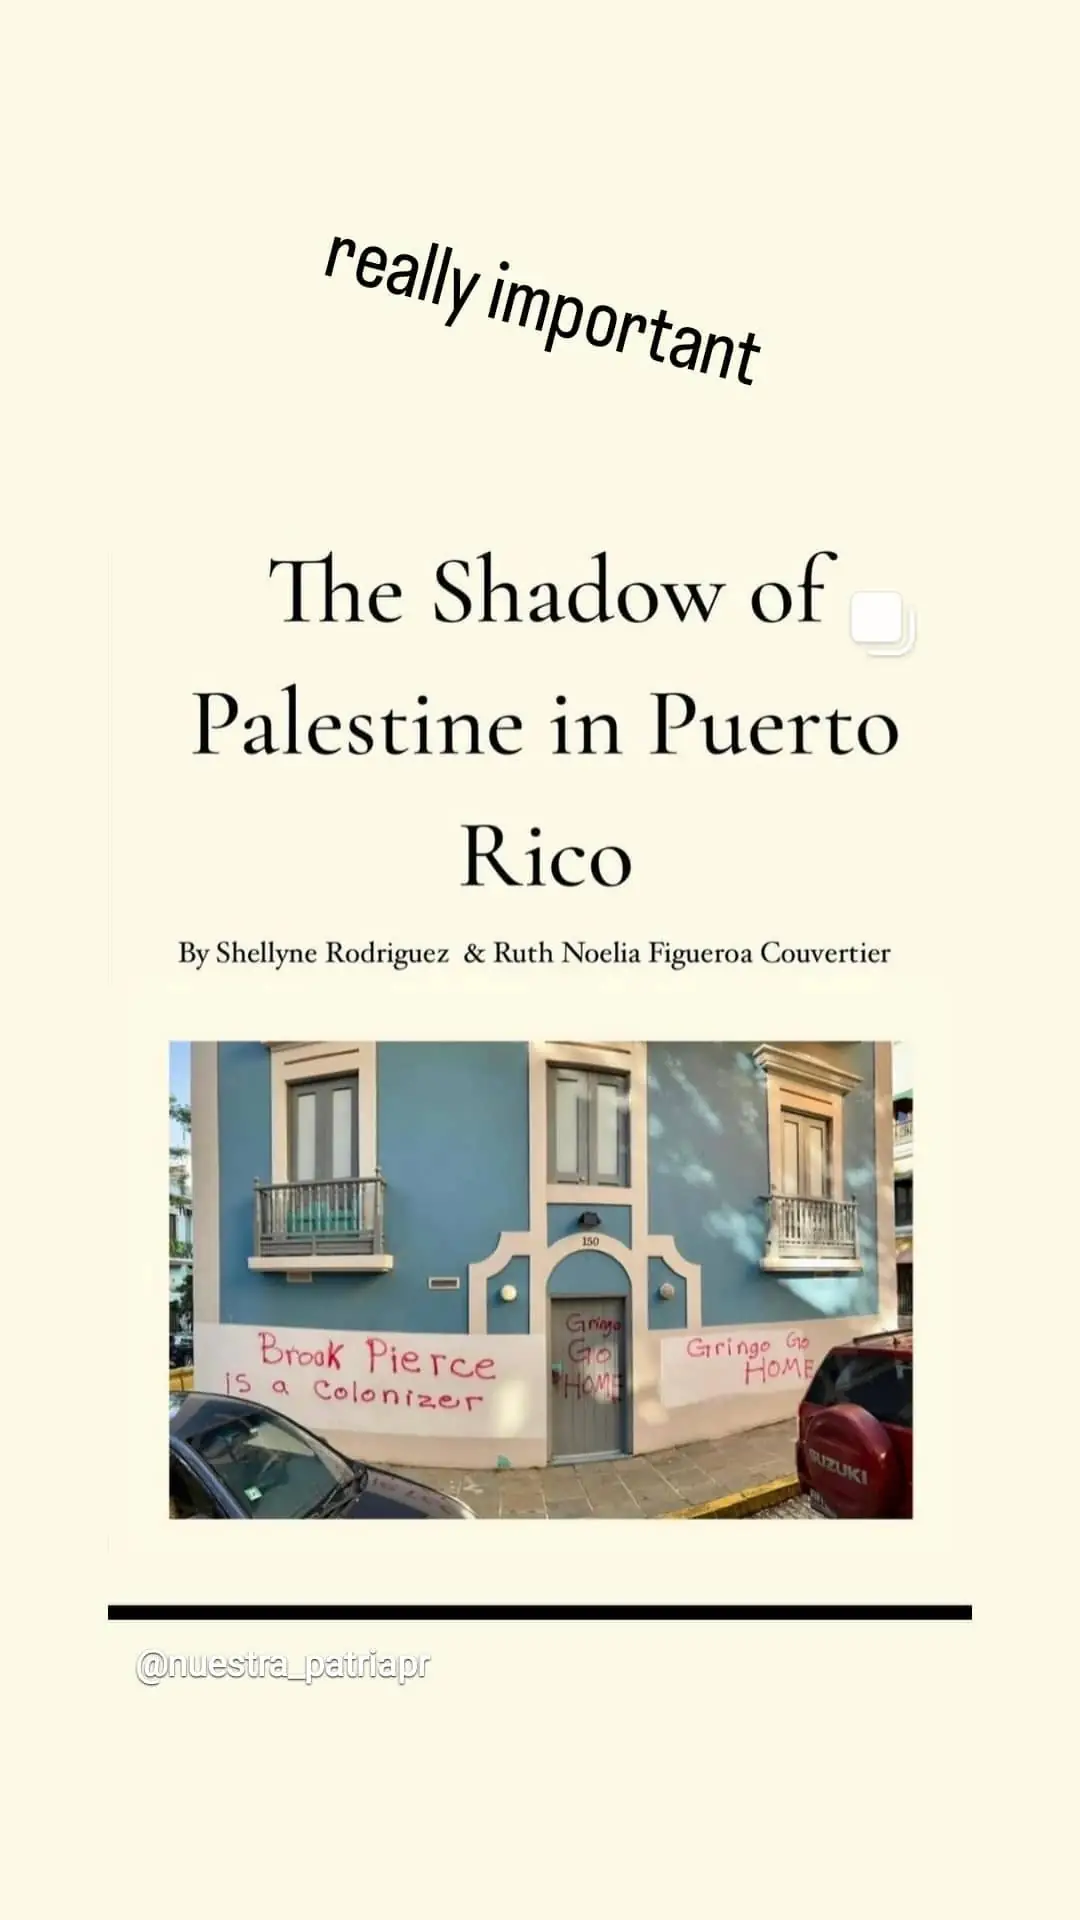 really important
The Shadow of
Palestine in Puerto
Rico
By Shellyne Rodriguez & Ruth Noelia Figueroa Couvertier
150
Brook Pierce
is a Colonizer
Gringo
Go
HOME
Gringo Go
HOME
SUZUKI
@nuestra_patriapr